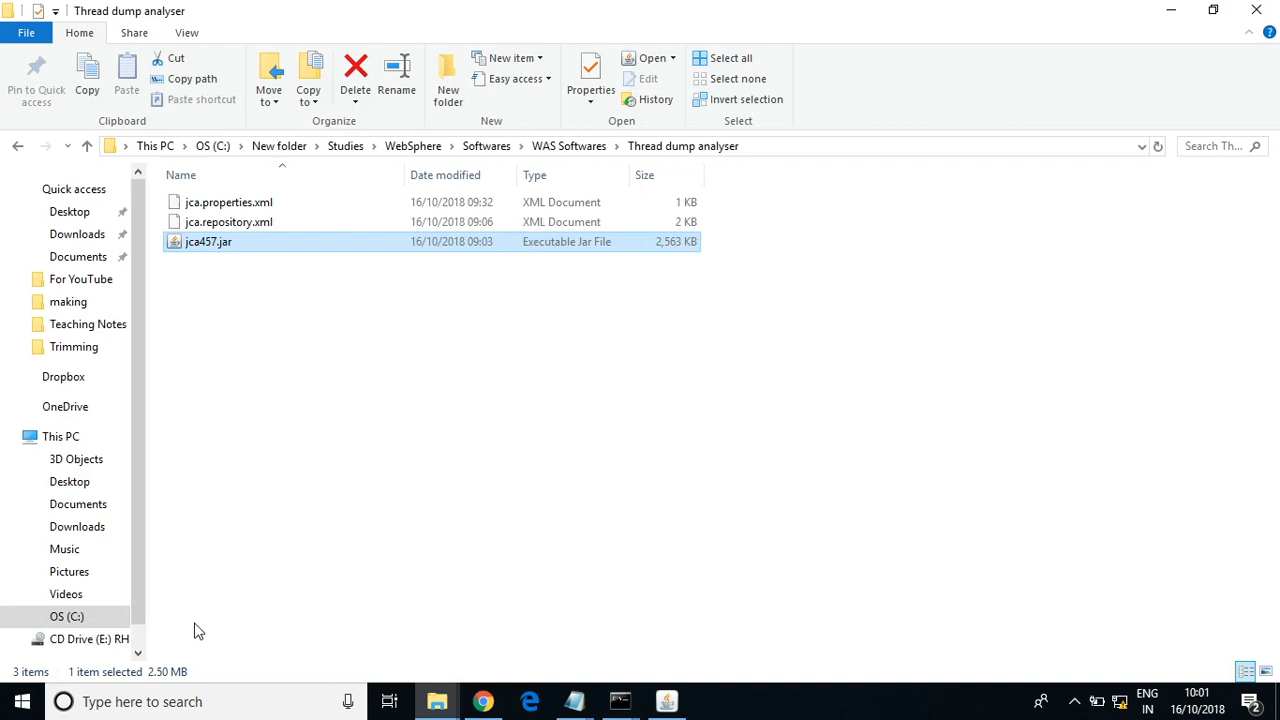 Thread dump analyser
File Home Share View
Pin to Quick access
Copy
Paste
Cut
Copy path
Paste shortcut
Clipboard
Move to
Copy to
Delete
Rename
Organize
New folder
New item
Easy access
New
Properties
Open
Edit
History
Open
Select all
Select none
Invert selection
Select
This PC > OS (C:) > New folder > Studies > WebSphere > Softwares > WAS Softwares > Thread dump analyser
Search Th...
Name Date modified Type Size
jca.properties.xml 16/10/2018 09:32 XML Document 1 KB
jca.repository.xml 16/10/2018 09:06 XML Document 2 KB
jca457.jar 16/10/2018 09:03 Executable Jar File 2,563 KB
Quick access
Desktop
Downloads
Documents
For YouTube
making
Teaching Notes
Trimming
Dropbox
OneDrive
This PC
3D Objects
Desktop
Documents
Downloads
Music
Pictures
Videos
OS (C:)
CD Drive (E:) RH
3 items 1 item selected 2.50 MB
Type here to search
ENG
IN
10:01
16/10/2018
2